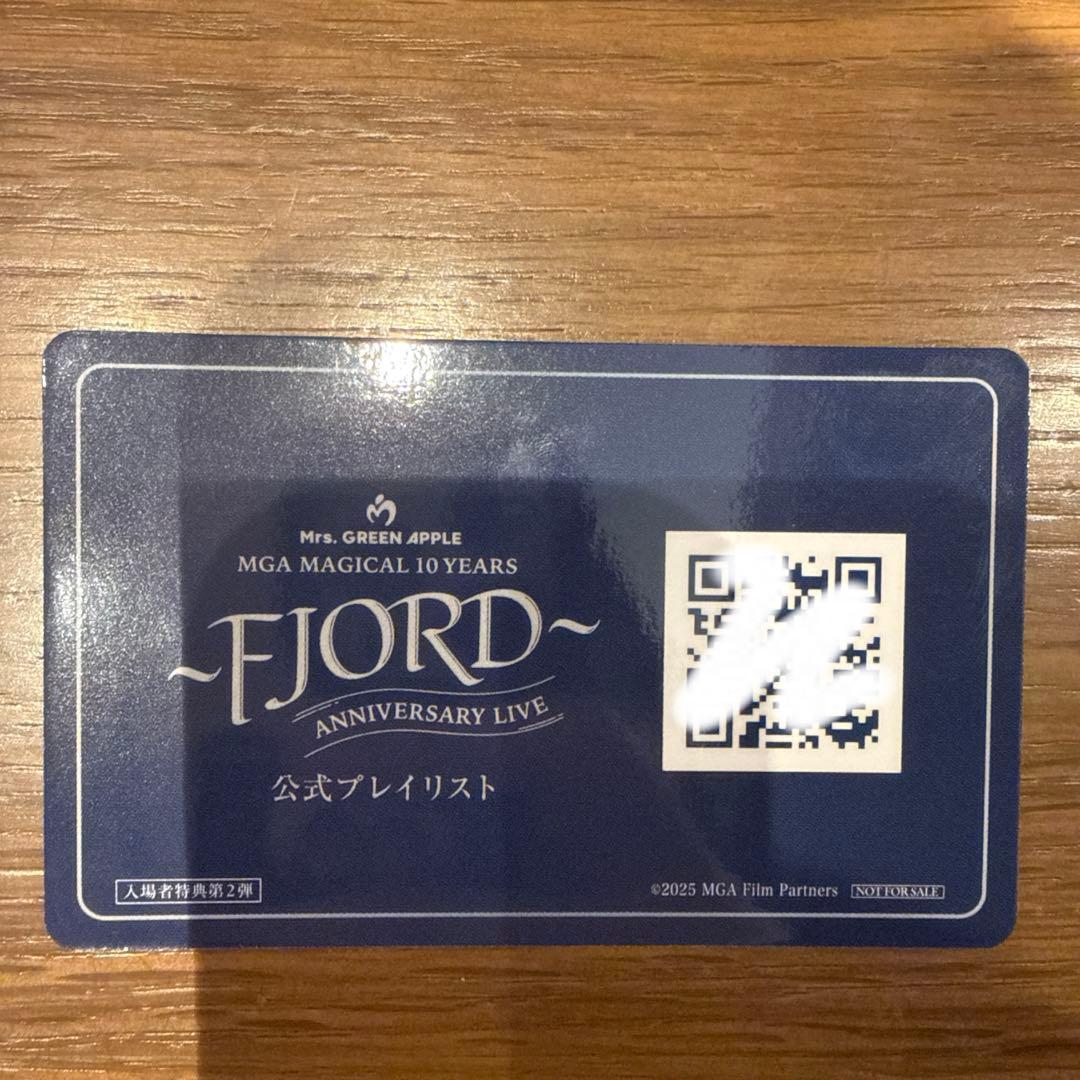 Mrs. GREEN APPLE
MGA MAGICAL 10 YEARS
~FJORD~
ANNIVERSARY LIVE
公式プレイリスト
入場者特典第2弾
©2025 MGA Film Partners
NOT FOR SALE